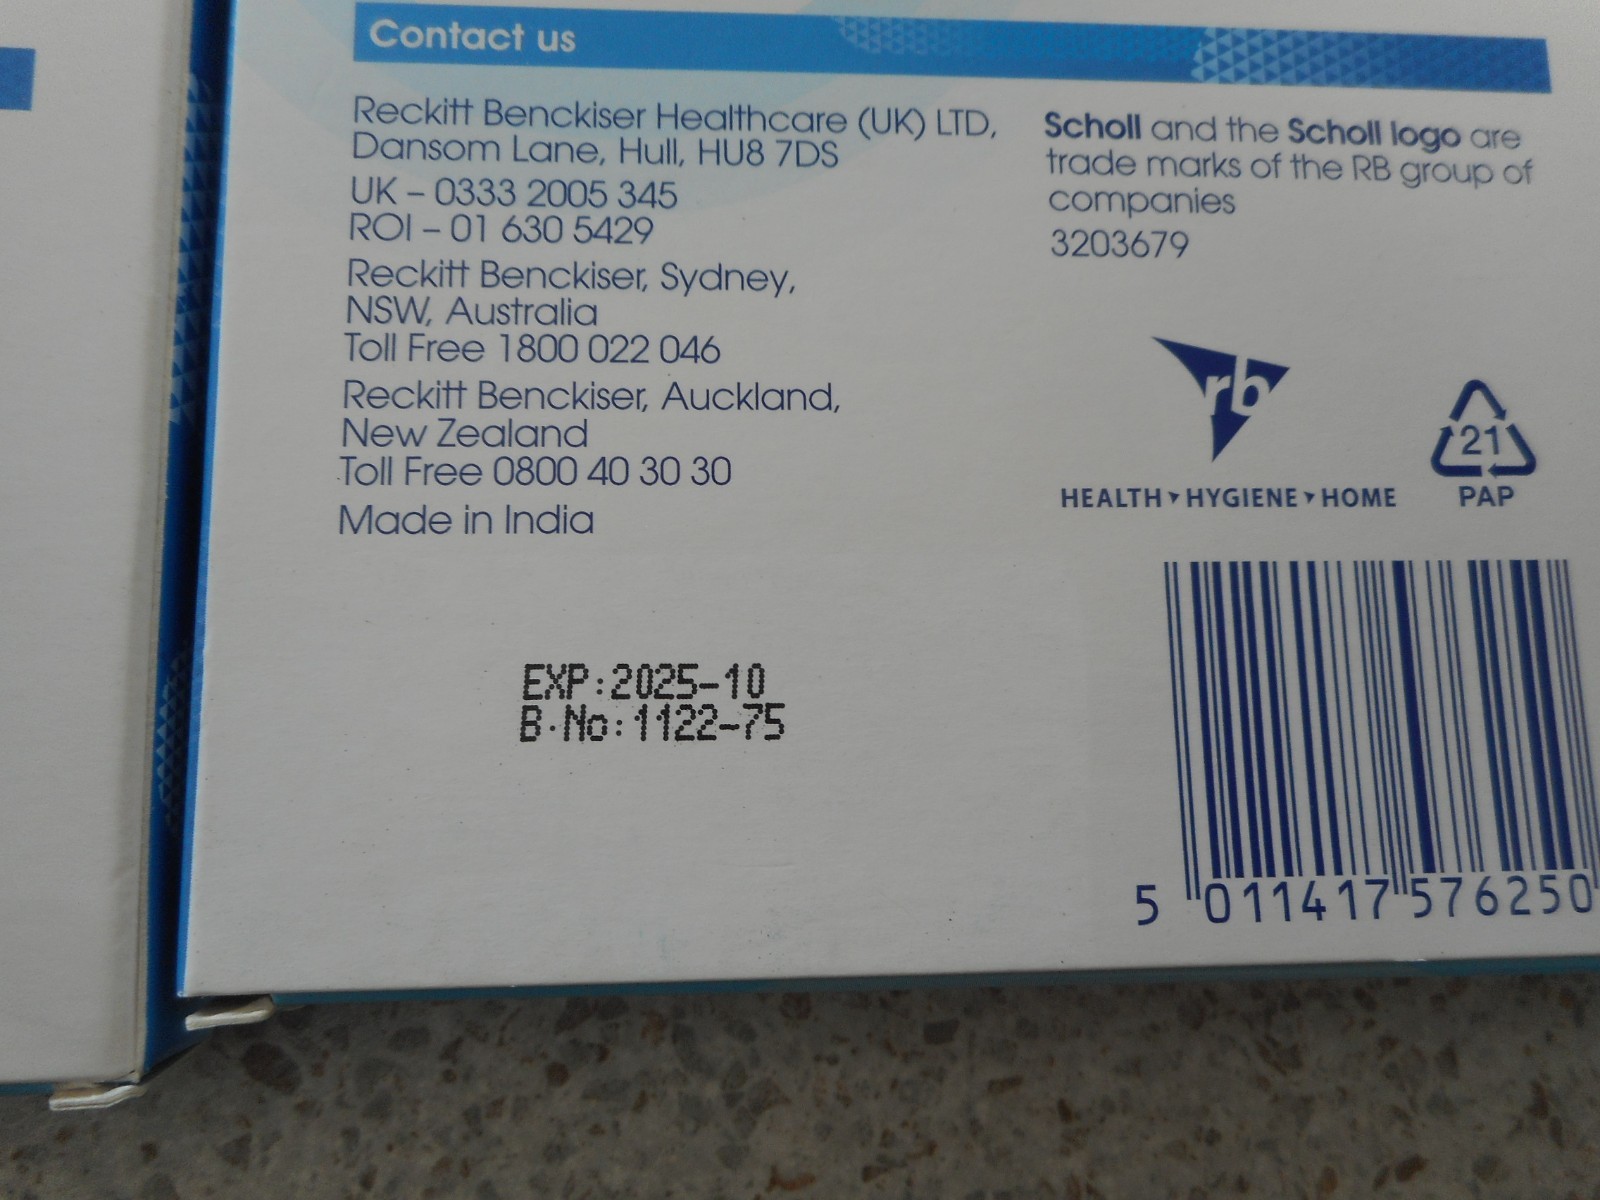 Contact us
Reckitt Benckiser Healthcare (UK) LTD,
Dansom Lane, Hull, HU8 7DS
UK – 0333 2005 345
ROI – 01 630 5429
Reckitt Benckiser, Sydney,
NSW, Australia
Toll Free 1800 022 046
Reckitt Benckiser, Auckland,
New Zealand
Toll Free 0800 40 30 30
Made in India
Scholl and the Scholl logo are
trade marks of the RB group of
companies
3203679
rb
HEALTH HYGIENE HOME
21
PAP
EXP:2025-10
B.No:1122-75
5 011417 576250